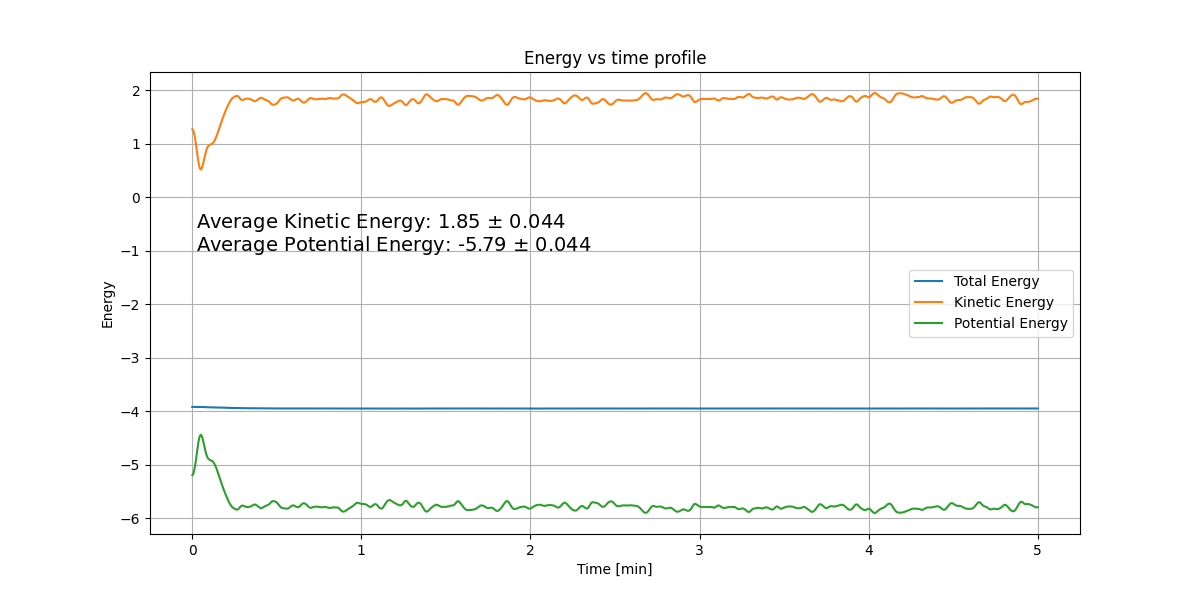 Energy vs time profile
2
1
0
−1
−2
−3
−4
−5
−6
Energy
Average Kinetic Energy: 1.85 ± 0.044
Average Potential Energy: -5.79 ± 0.044
Total Energy
Kinetic Energy
Potential Energy
0 1 2 3 4 5
Time [min]